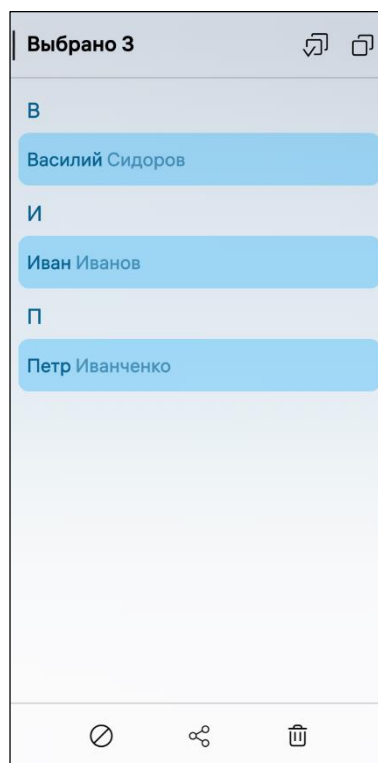 Выбрано 3
В
Василий Сидоров
И
Иван Иванов
П
Петр Иванченко